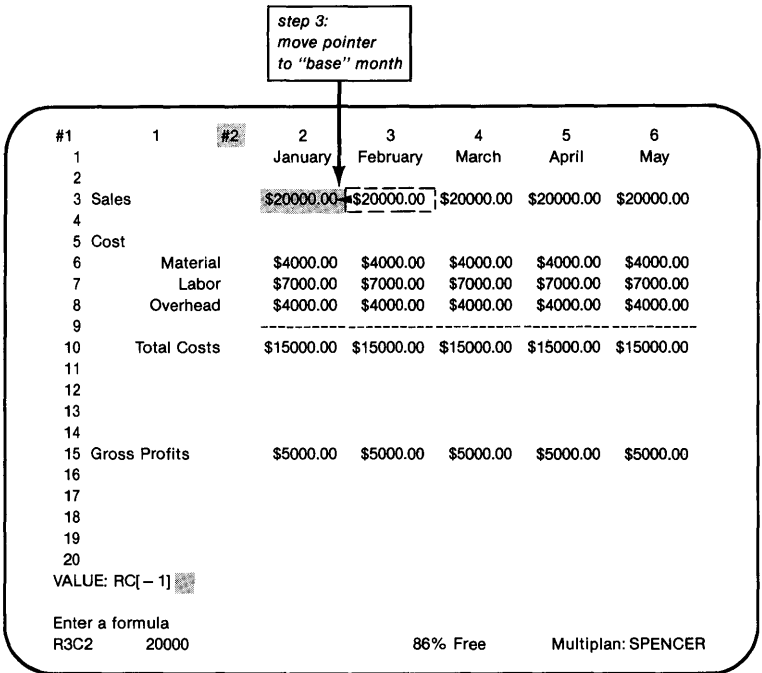 step 3:
move pointer
to “base” month
#1 1 #2 2 3 4 5 6
1 January February March April May
2
3 Sales $20000.00 $20000.00 $20000.00 $20000.00 $20000.00
4
5 Cost
6 Material $4000.00 $4000.00 $4000.00 $4000.00 $4000.00
7 Labor $7000.00 $7000.00 $7000.00 $7000.00 $7000.00
8 Overhead $4000.00 $4000.00 $4000.00 $4000.00 $4000.00
9 ------------------------------------------------
10 Total Costs $15000.00 $15000.00 $15000.00 $15000.00 $15000.00
11
12
13
14
15 Gross Profits $5000.00 $5000.00 $5000.00 $5000.00 $5000.00
16
17
18
19
20
VALUE: RC[– 1]
Enter a formula
R3C2 20000 86% Free Multiplan: SPENCER